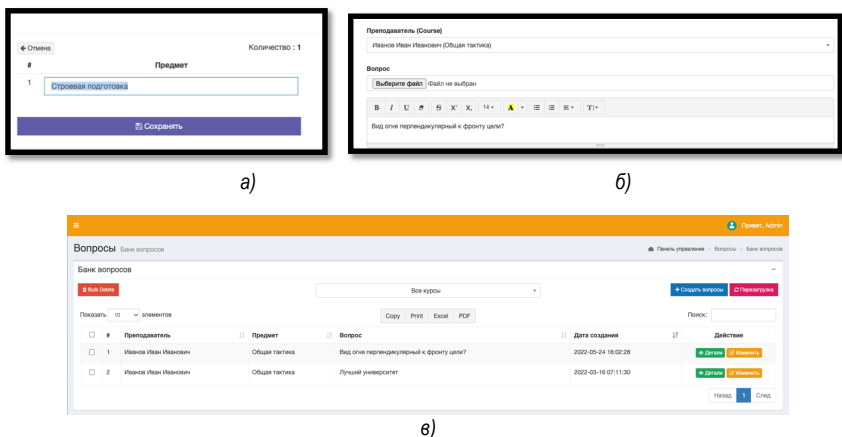 Отмена
Количество : 1
# Предмет
1 Строевая подготовка
Сохранять
а)
Преподаватель (Course)
Иванов Иван Иванович (Общая тактика)
Вопрос
Выберите файл Файл не выбран
B I U S X² X₂ 14 A T
Вид огня перпендикулярный к фронту цели?
б)
Привет, Admin
Вопросы Банк вопросов
Панель управления > Вопросы > Банк вопросов
Банк вопросов
Bulk Delete
Все курсы
+ Создать вопросы
Перезагрузка
Показать 10 элементов
Copy Print Excel PDF
Поиск:
# Преподаватель Предмет Вопрос Дата создания Действие
1 Иванов Иван Иванович Общая тактика Вид огня перпендикулярный к фронту цели? 2022-05-24 16:02:28 Детали Изменить
2 Иванов Иван Иванович Общая тактика Лучший университет 2022-03-16 07:11:30 Детали Изменить
Назад 1 След
в)